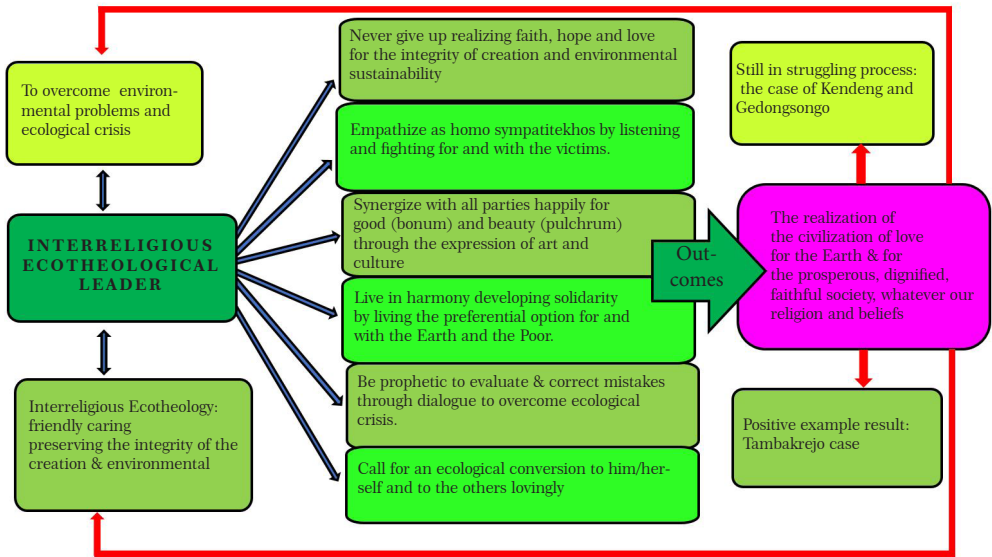 To overcome environ-
mental problems and
ecological crisis
INTERRELIGIOUS
ECOTHEOLOGICAL
LEADER
Interreligious Ecotheology:
friendly caring
preserving the integrity of the
creation & environmental
Never give up realizing faith, hope and love
for the integrity of creation and environmental
sustainability
Empathize as homo sympatitekhos by listening
and fighting for and with the victims.
Synergize with all parties happily for
good (bonum) and beauty (pulchrum)
through the expression of art and
culture
Live in harmony developing solidarity
by living the preferential option for and
with the Earth and the Poor.
Be prophetic to evaluate & correct mistakes
through dialogue to overcome ecological
crisis.
Call for an ecological conversion to him/her-
self and to the others lovingly
Out-
comes
Still in struggling process:
the case of Kendeng and
Gedongsongo
The realization of
the civilization of love
for the Earth & for
the prosperous, dignified,
faithful society, whatever our
religion and beliefs
Positive example result:
Tambakrejo case